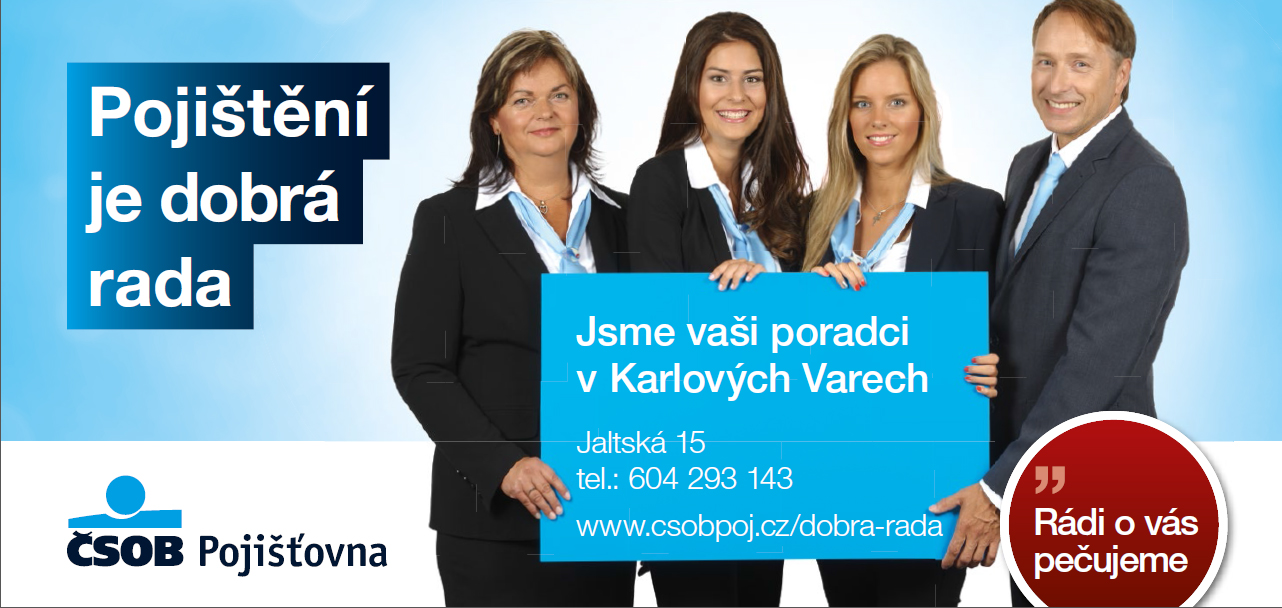 Pojištění
je dobrá
rada
Jsme vaši poradci
v Karlových Varech
Jaltská 15
tel.: 604 293 143
www.csobpoj.cz/dobra-rada
ČSOB Pojišťovna
”
Rádi o vás
pečujeme